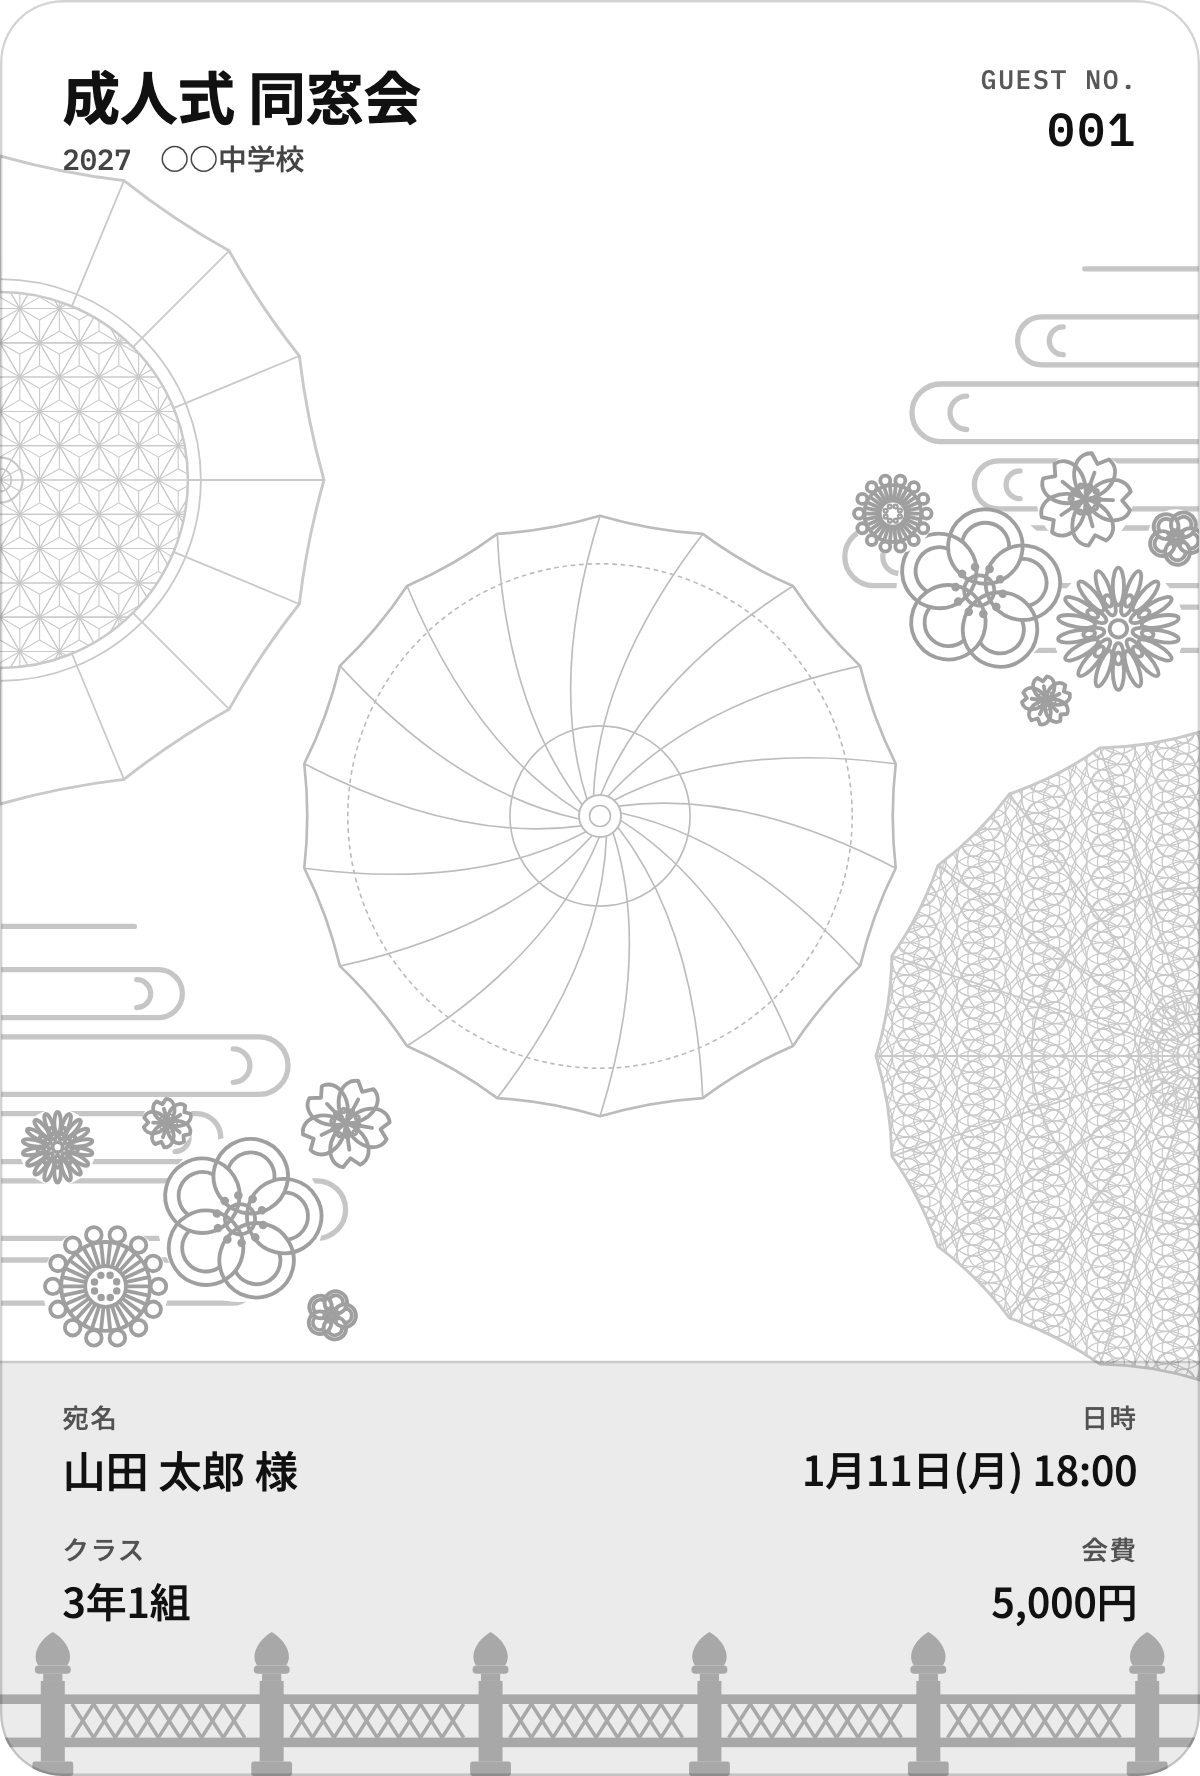 成人式 同窓会
2027 〇〇中学校
GUEST NO.
001
宛名
山田 太郎 様
日時
1月11日(月) 18:00
クラス
3年1組
会費
5,000円